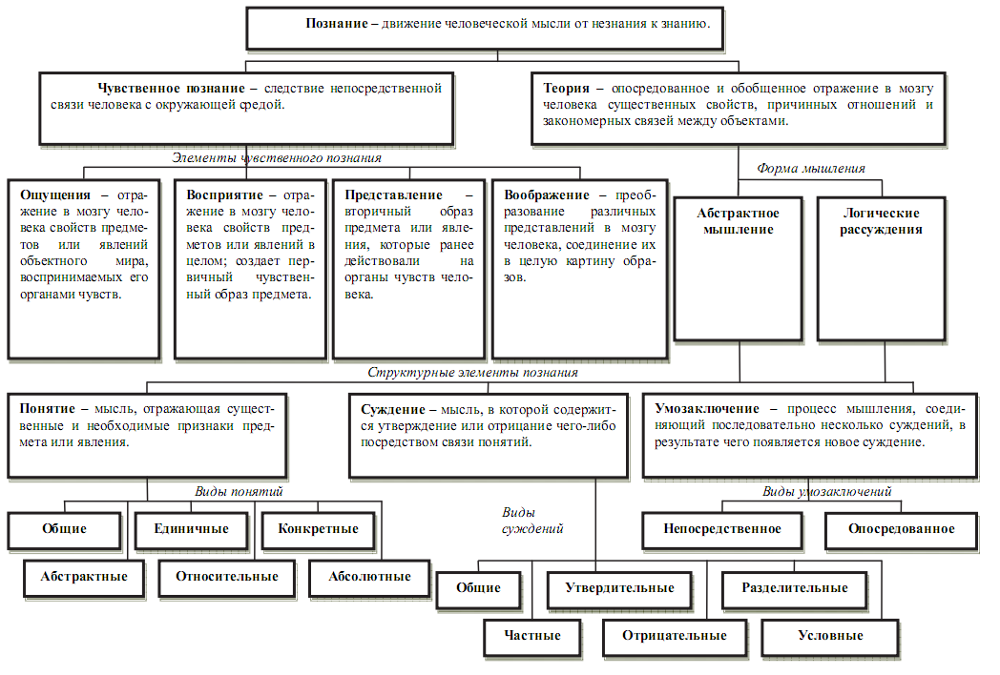 Познание – движение человеческой мысли от незнания к знанию.
Чувственное познание – следствие непосредственной
связи человека с окружающей средой.
Теория – опосредованное и обобщенное отражение в мозгу
человека существенных свойств, причинных отношений и
закономерных связей между объектами.
Элементы чувственного познания
Форма мышления
Ощущения – отра-
жение в мозгу чело-
века свойств предме-
тов или явлений
объектного мира,
воспринимаемых его
органами чувств.
Восприятие – от-
ражение в мозгу чело-
века свойств пред-
метов или явлений в
целом; создает пер-
вичный чувствен-
ный образ предмета.
Представление –
вторичный образ
предмета или явле-
ния, которые ранее
действовали на
органы чувств чело-
века.
Воображение – преоб-
разование различных
представлений в мозгу
человека, соединение их
в целую картину обра-
зов.
Абстрактное
мышление
Логические
рассуждения
Структурные элементы познания
Понятие – мысль, отражающая сущест-
венные и необходимые признаки пред-
мета или явления.
Суждение – мысль, в которой содержит-
ся утверждение или отрицание чего-либо
посредством связи понятий.
Умозаключение – процесс мышления, соеди-
няющий последовательно несколько суждений, в
результате чего появляется новое суждение.
Виды понятий
Виды
суждений
Виды умозаключений
Общие
Единичные
Конкретные
Непосредственное
Опосредованное
Абстрактные
Относительные
Абсолютные
Общие
Утвердительные
Разделительные
Частные
Отрицательные
Условные